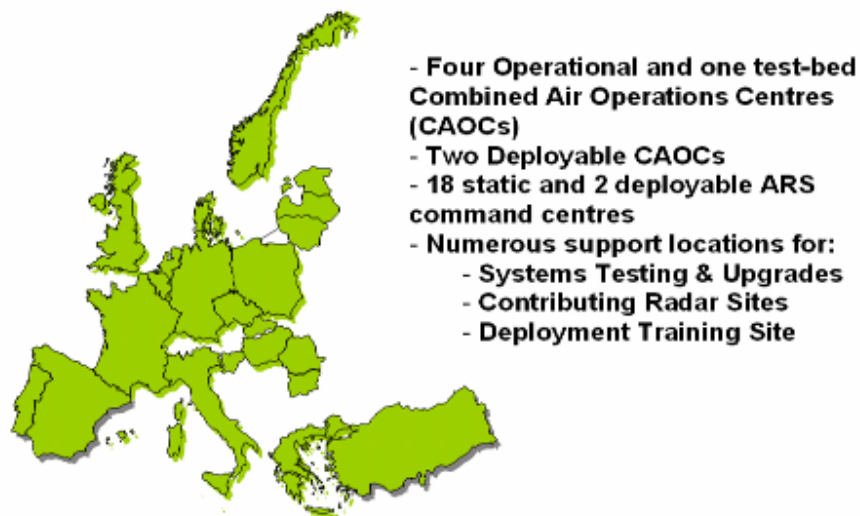 - Four Operational and one test-bed
Combined Air Operations Centres
(CAOCs)
- Two Deployable CAOCs
- 18 static and 2 deployable ARS
command centres
- Numerous support locations for:
- Systems Testing & Upgrades
- Contributing Radar Sites
- Deployment Training Site